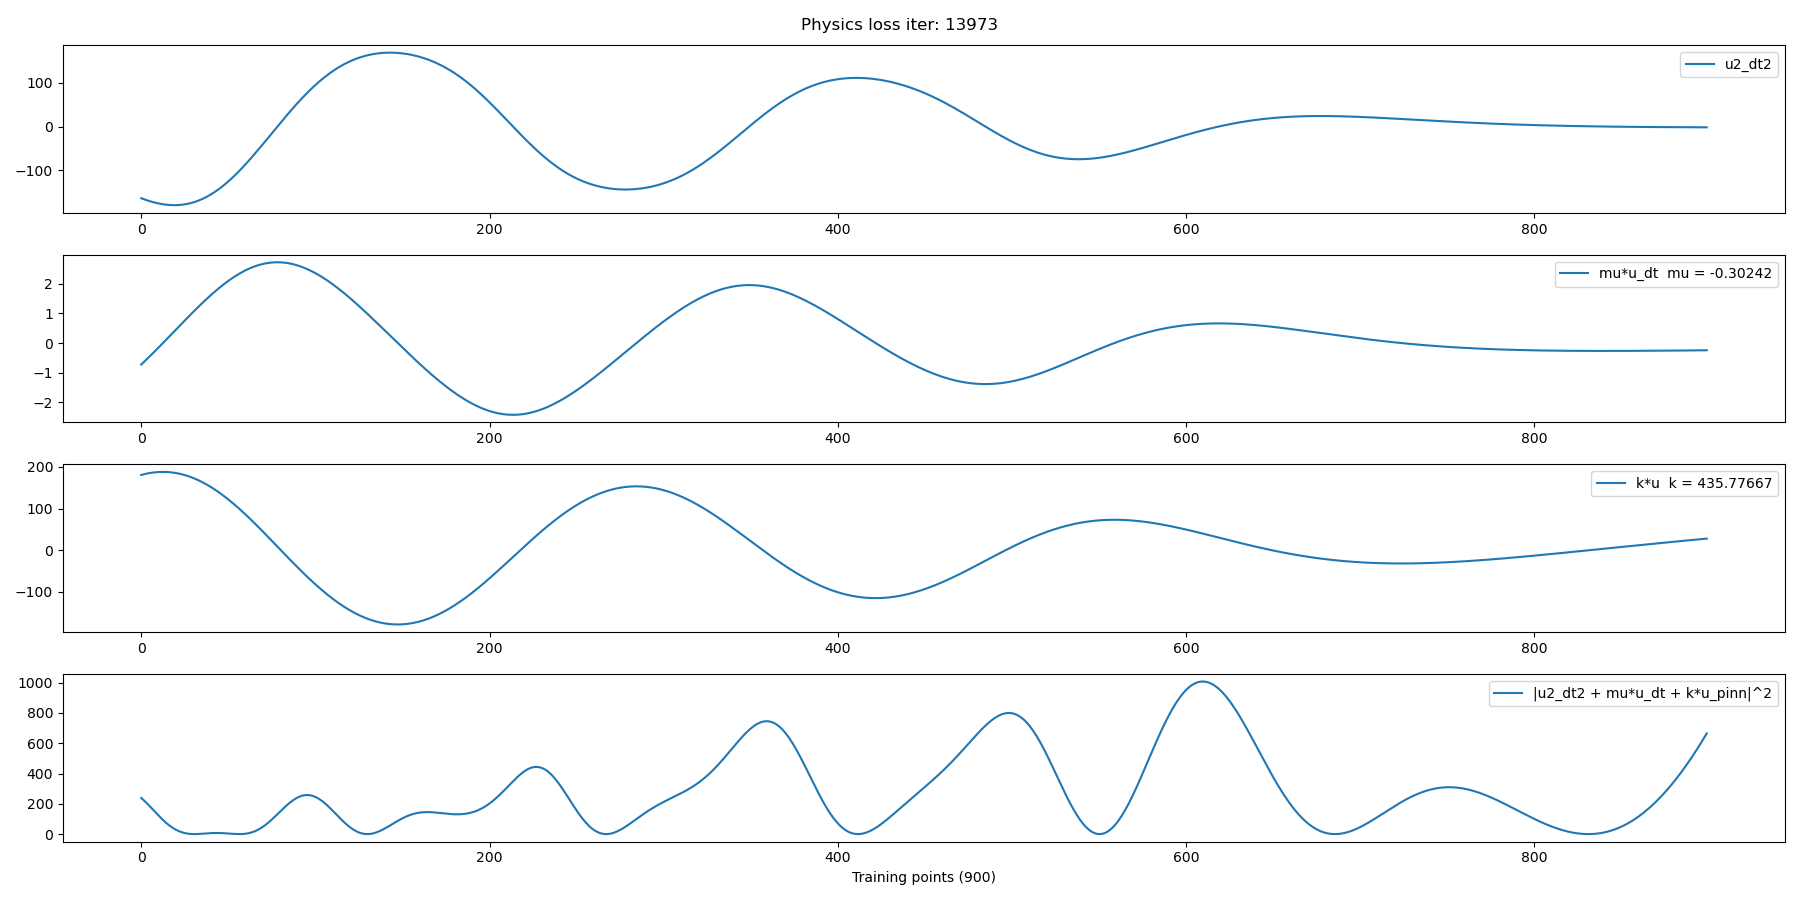 Physics loss iter: 13973
100
0
−100
u2_dt2
0 200 400 600 800
2
1
0
−1
−2
mu*u_dt  mu = -0.30242
0 200 400 600 800
200
100
0
−100
k*u  k = 435.77667
0 200 400 600 800
1000
800
600
400
200
0
|u2_dt2 + mu*u_dt + k*u_pinn|^2
0 200 400 600 800
Training points (900)